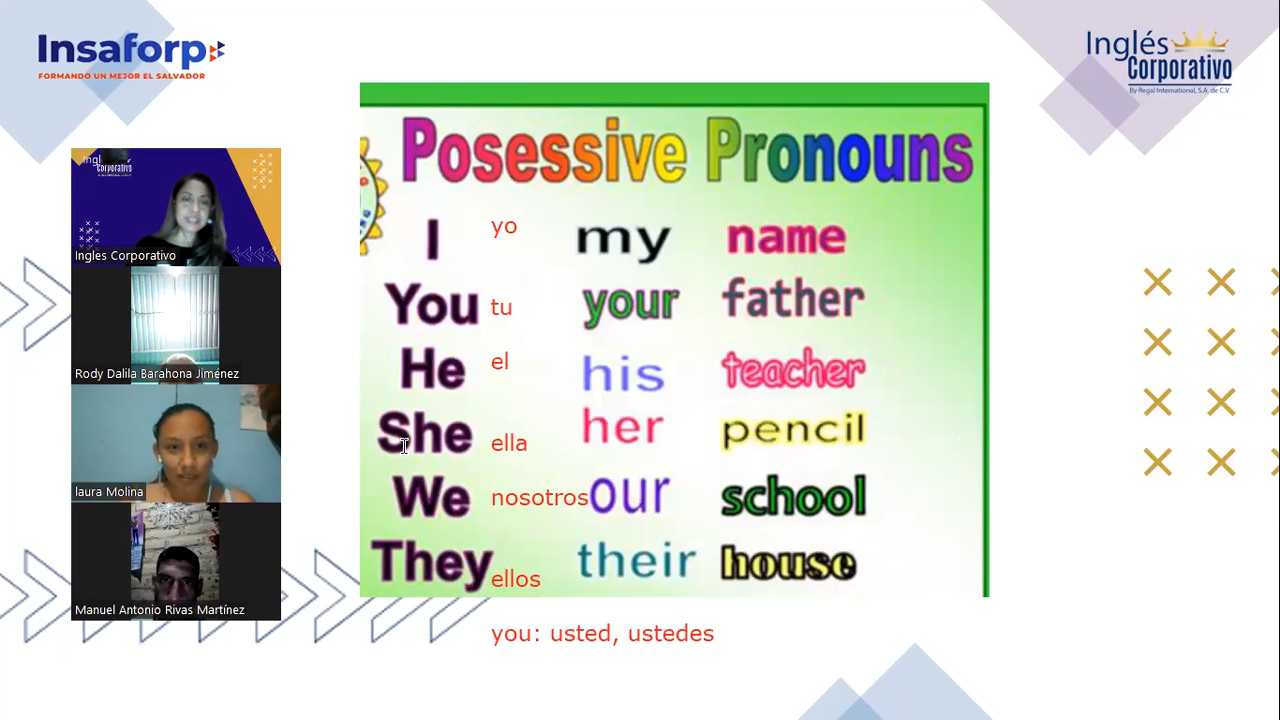 Insaforp
FORMANDO UN MEJOR EL SALVADOR
Inglés
Corporativo
By Regal International, S.A. de C.V
Ingl
Corporativo
Ingles Corporativo
Rody Dalila Barahona Jiménez
laura Molina
Manuel Antonio Rivas Martínez
Posessive Pronouns
I yo my name
You tu your father
He el his teacher
She ella her pencil
We nosotros our school
They ellos their house
you: usted, ustedes